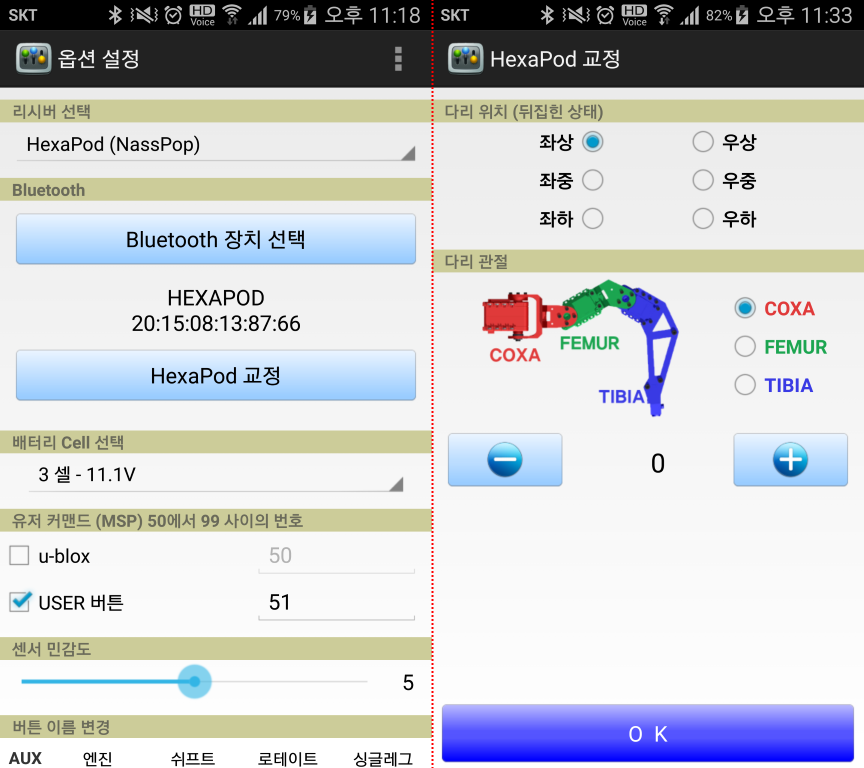 SKT HD Voice 79% 오후 11:18
옵션 설정
리시버 선택
HexaPod (NassPop)
Bluetooth
Bluetooth 장치 선택
HEXAPOD
20:15:08:13:87:66
HexaPod 교정
배터리 Cell 선택
3 셀 - 11.1V
유저 커맨드 (MSP) 50에서 99 사이의 번호
u-blox 50
USER 버튼 51
센서 민감도
5
버튼 이름 변경
AUX 엔진 쉬프트 로테이트 싱글레그
SKT HD Voice 82% 오후 11:33
HexaPod 교정
다리 위치 (뒤집힌 상태)
좌상 우상
좌중 우중
좌하 우하
다리 관절
COXA FEMUR TIBIA
COXA
FEMUR
TIBIA
0
O K